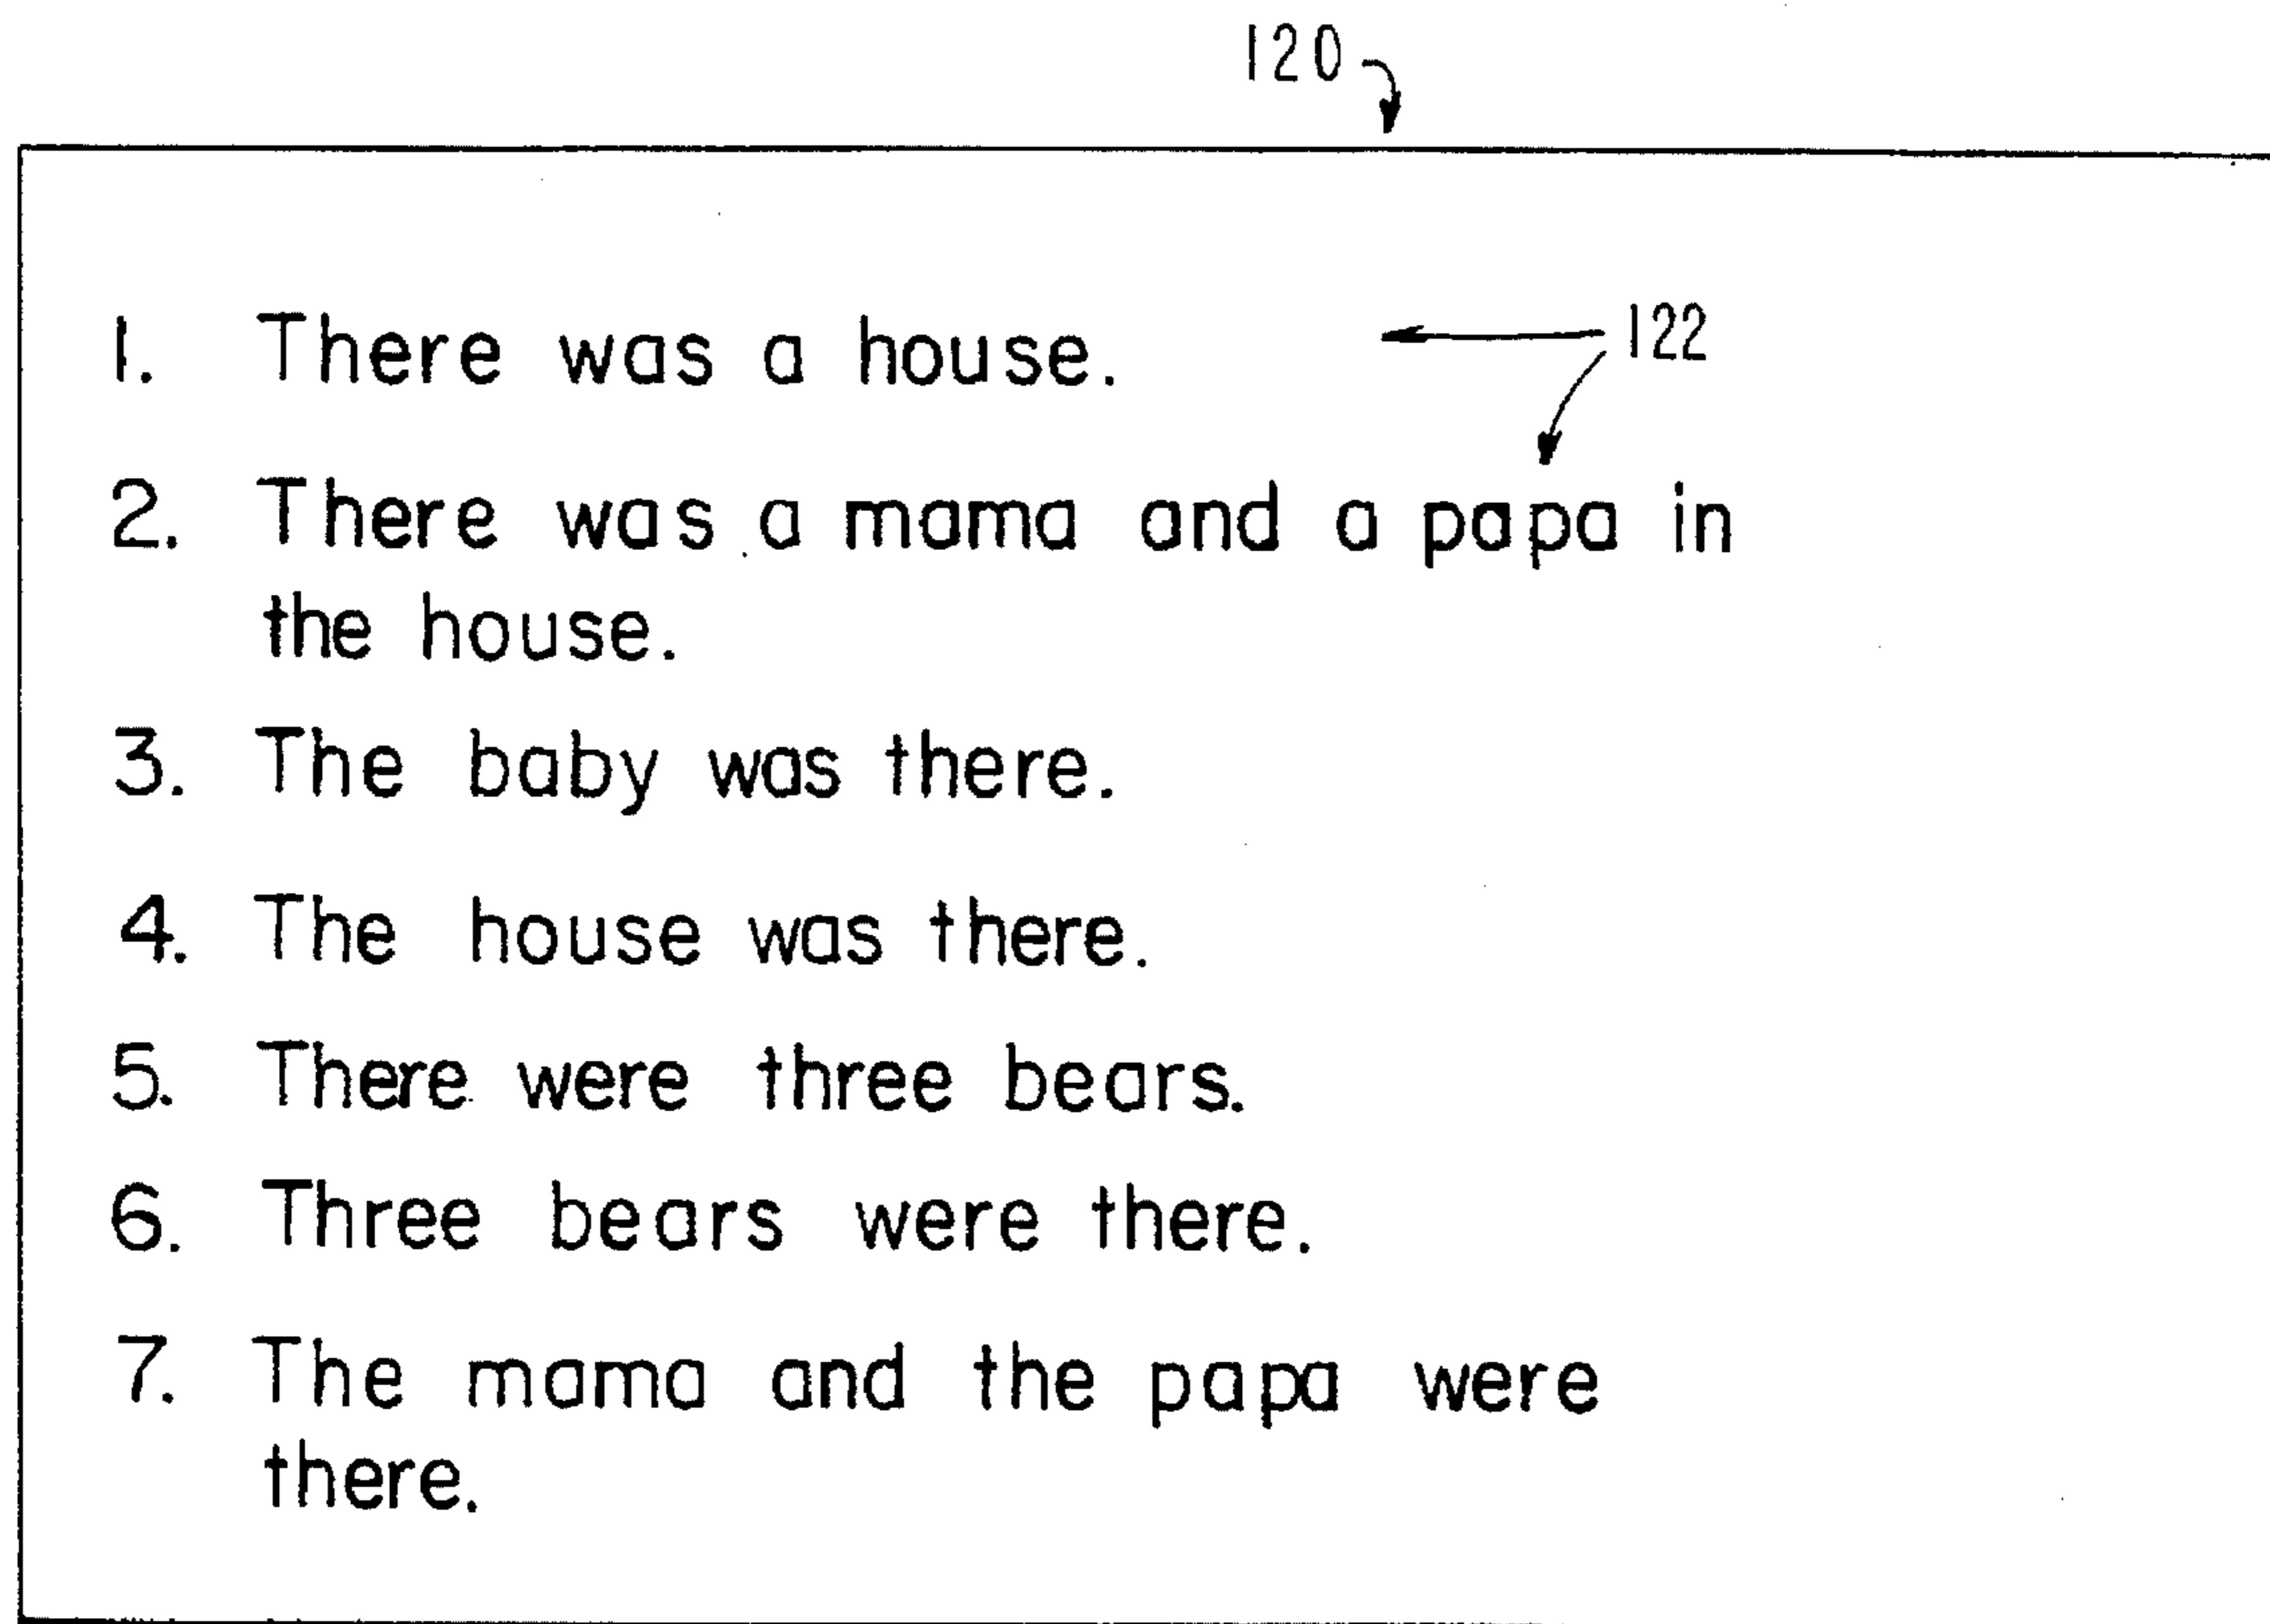 120
1. There was a house.
122
2. There was a mama and a papa in
the house.
3. The baby was there.
4. The house was there.
5. There were three bears.
6. Three bears were there.
7. The mama and the papa were
there.